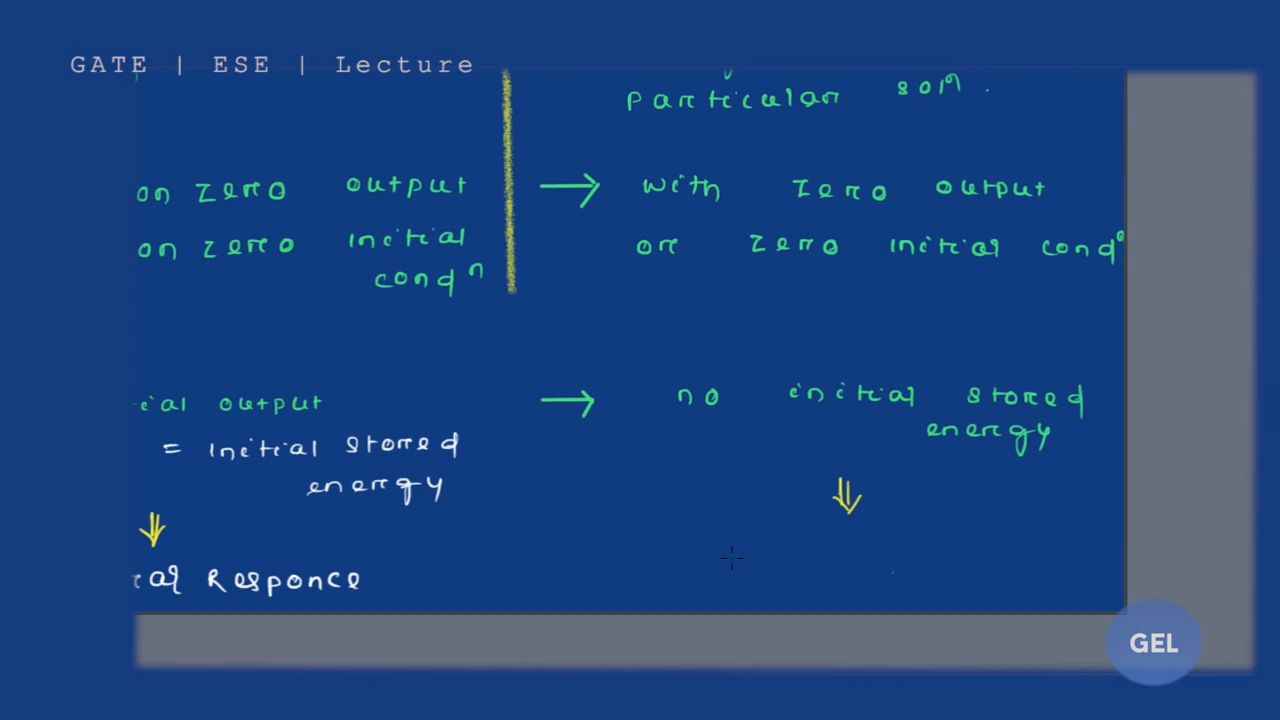 GATE | ESE | Lecture
particular solⁿ.
on zero output → with zero output
on zero initial condⁿ → or zero initial condⁿ
ial output → no initial stored energy
= initial stored energy
⇓ ⇓
ral Responce
GEL